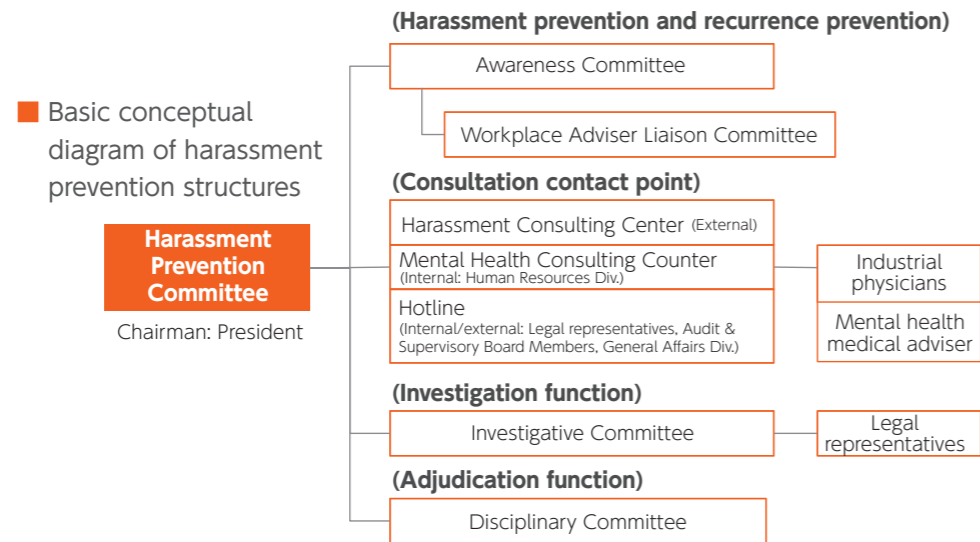 ■ Basic conceptual
diagram of harassment
prevention structures
Harassment
Prevention
Committee
Chairman: President
(Harassment prevention and recurrence prevention)
Awareness Committee
Workplace Adviser Liaison Committee
(Consultation contact point)
Harassment Consulting Center (External)
Mental Health Consulting Counter
(Internal: Human Resources Div.)
Hotline
(Internal/external: Legal representatives, Audit &
Supervisory Board Members, General Affairs Div.)
Industrial
physicians
Mental health
medical adviser
(Investigation function)
Investigative Committee
Legal
representatives
(Adjudication function)
Disciplinary Committee